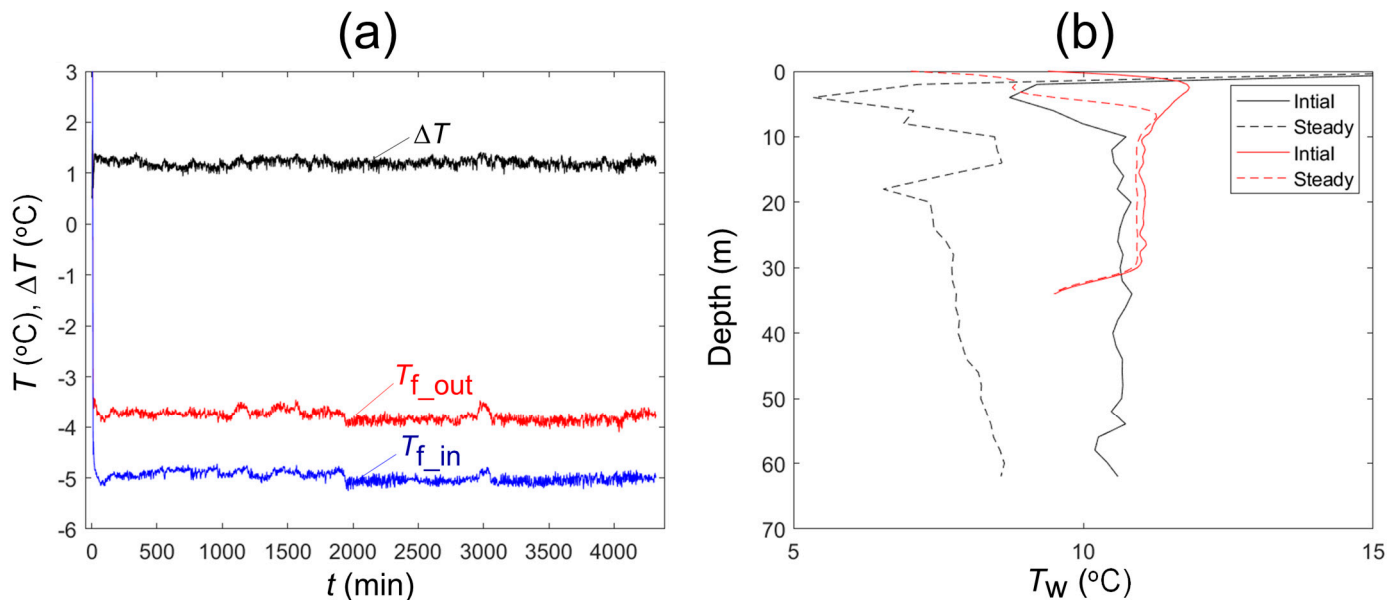 (a)
3
2
1
0
-1
-2
-3
-4
-5
-6
T (°C), ΔT (°C)
ΔT
Tf_out
Tf_in
0 500 1000 1500 2000 2500 3000 3500 4000
t (min)
(b)
0
10
20
30
40
50
60
70
Depth (m)
Intial
Steady
Intial
Steady
5 10 15
Tw (°C)